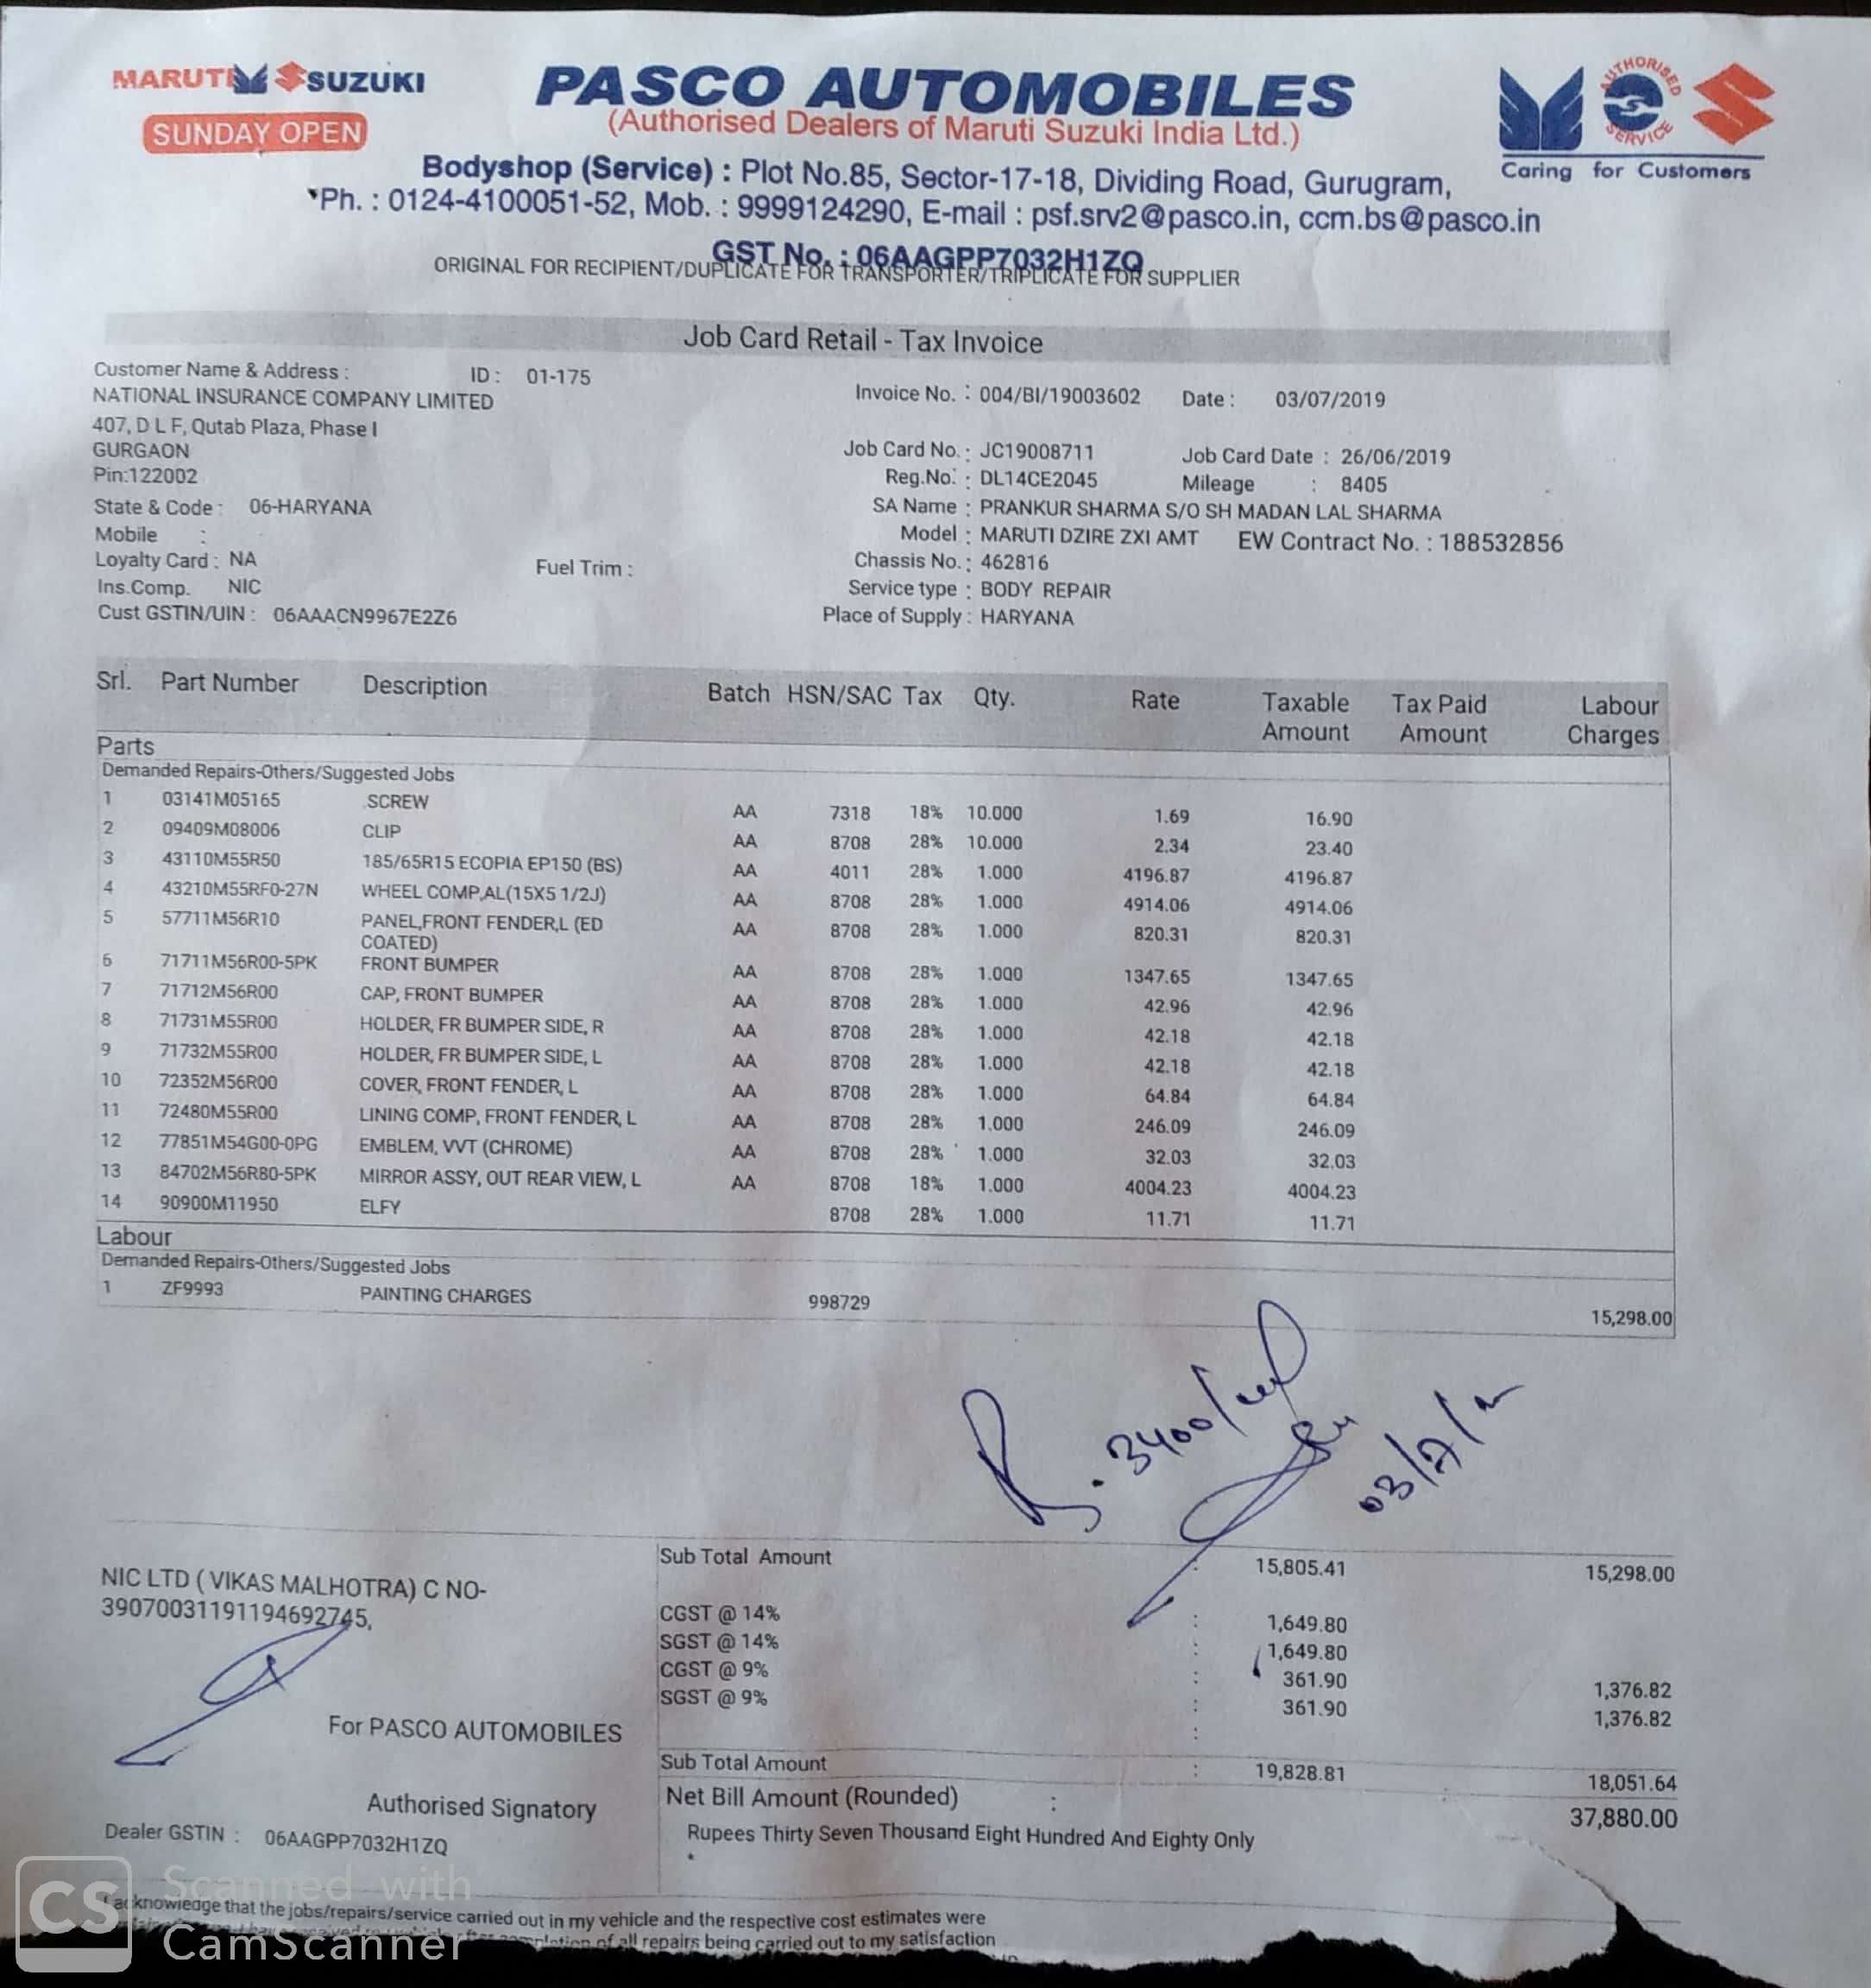 MARUTI SUZUKI
SUNDAY OPEN
PASCO AUTOMOBILES
(Authorised Dealers of Maruti Suzuki India Ltd.)
AUTHORISED SERVICE
Caring for Customers
Bodyshop (Service) : Plot No.85, Sector-17-18, Dividing Road, Gurugram,
Ph. : 0124-4100051-52, Mob. : 9999124290, E-mail : psf.srv2@pasco.in, ccm.bs@pasco.in
GST No. : 06AAGPP7032H1ZQ
ORIGINAL FOR RECIPIENT/DUPLICATE FOR TRANSPORTER/TRIPLICATE FOR SUPPLIER
Job Card Retail - Tax Invoice
Customer Name & Address : ID : 01-175
NATIONAL INSURANCE COMPANY LIMITED
407, D L F, Qutab Plaza, Phase I
GURGAON
Pin:122002
State & Code : 06-HARYANA
Mobile :
Loyalty Card : NA Fuel Trim :
Ins.Comp. NIC
Cust GSTIN/UIN : 06AAACN9967E2Z6
Invoice No. : 004/BI/19003602 Date : 03/07/2019
Job Card No. : JC19008711 Job Card Date : 26/06/2019
Reg.No. : DL14CE2045 Mileage : 8405
SA Name : PRANKUR SHARMA S/O SH MADAN LAL SHARMA
Model : MARUTI DZIRE ZXI AMT EW Contract No. : 188532856
Chassis No. : 462816
Service type : BODY REPAIR
Place of Supply : HARYANA
Srl. Part Number Description Batch HSN/SAC Tax Qty. Rate Taxable Amount Tax Paid Amount Labour Charges
Parts
Demanded Repairs-Others/Suggested Jobs
1 03141M05165 SCREW AA 7318 18% 10.000 1.69 16.90
2 09409M08006 CLIP AA 8708 28% 10.000 2.34 23.40
3 43110M55R50 185/65R15 ECOPIA EP150 (BS) AA 4011 28% 1.000 4196.87 4196.87
4 43210M55RF0-27N WHEEL COMP,AL(15X5 1/2J) AA 8708 28% 1.000 4914.06 4914.06
5 57711M56R10 PANEL,FRONT FENDER,L (ED COATED) AA 8708 28% 1.000 820.31 820.31
6 71711M56R00-5PK FRONT BUMPER AA 8708 28% 1.000 1347.65 1347.65
7 71712M56R00 CAP, FRONT BUMPER AA 8708 28% 1.000 42.96 42.96
8 71731M55R00 HOLDER, FR BUMPER SIDE, R AA 8708 28% 1.000 42.18 42.18
9 71732M55R00 HOLDER, FR BUMPER SIDE, L AA 8708 28% 1.000 42.18 42.18
10 72352M56R00 COVER, FRONT FENDER, L AA 8708 28% 1.000 64.84 64.84
11 72480M55R00 LINING COMP, FRONT FENDER, L AA 8708 28% 1.000 246.09 246.09
12 77851M54G00-0PG EMBLEM, VVT (CHROME) AA 8708 28% 1.000 32.03 32.03
13 84702M56R80-5PK MIRROR ASSY, OUT REAR VIEW, L AA 8708 18% 1.000 4004.23 4004.23
14 90900M11950 ELFY 8708 28% 1.000 11.71 11.71
Labour
Demanded Repairs-Others/Suggested Jobs
1 ZF9993 PAINTING CHARGES 998729 15,298.00
3400/
03/7/
NIC LTD ( VIKAS MALHOTRA) C NO-
39070031191194692745,
For PASCO AUTOMOBILES
Authorised Signatory
Dealer GSTIN : 06AAGPP7032H1ZQ
Sub Total Amount : 15,805.41 15,298.00
CGST @ 14% : 1,649.80
SGST @ 14% : 1,649.80
CGST @ 9% : 361.90 1,376.82
SGST @ 9% : 361.90 1,376.82
:
Sub Total Amount : 19,828.81 18,051.64
Net Bill Amount (Rounded) : 37,880.00
Rupees Thirty Seven Thousand Eight Hundred And Eighty Only
acknowledge that the jobs/repairs/service carried out in my vehicle and the respective cost estimates were
of all repairs being carried out to my satisfaction
CS
Scanned with
CamScanner